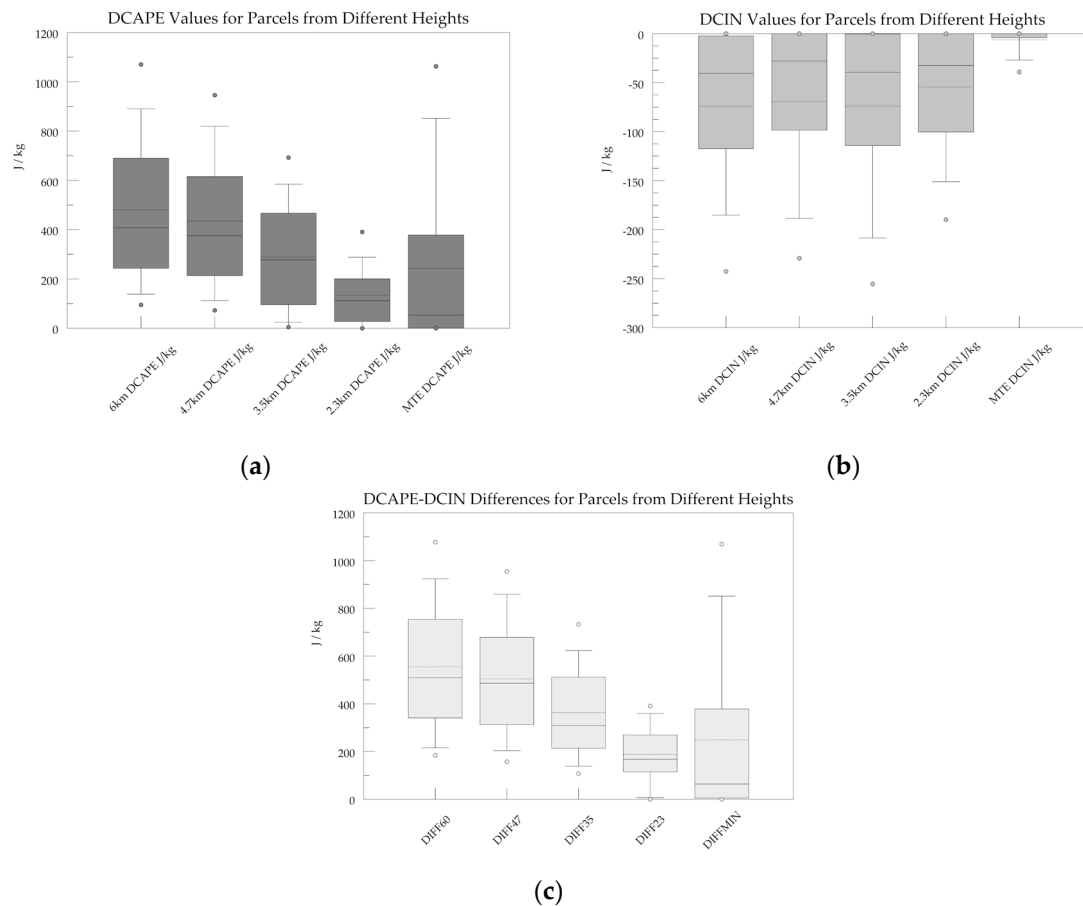 DCAPE Values for Parcels from Different Heights
1200
1000
800
600
400
200
0
J / kg
6km DCAPE J/kg
4.7km DCAPE J/kg
3.5km DCAPE J/kg
2.3km DCAPE J/kg
MTE DCAPE J/kg
(a)
DCIN Values for Parcels from Different Heights
0
-50
-100
-150
-200
-250
-300
J / kg
6km DCIN J/kg
4.7km DCIN J/kg
3.5km DCIN J/kg
2.3km DCIN J/kg
MTE DCIN J/kg
(b)
DCAPE-DCIN Differences for Parcels from Different Heights
1200
1000
800
600
400
200
0
J / kg
DIFF60
DIFF47
DIFF35
DIFF23
DIFFMIN
(c)